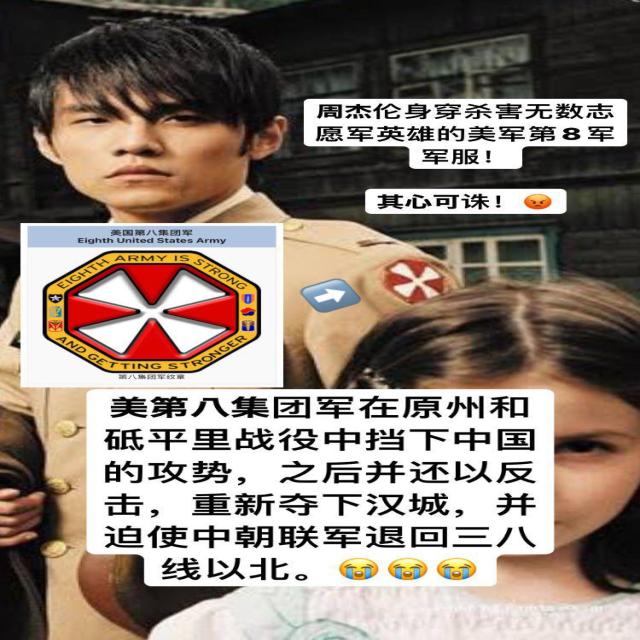 周杰伦身穿杀害无数志
愿军英雄的美军第8军
军服！
其心可诛！😡
美国第八集团军
Eighth United States Army
EIGHTH ARMY IS STRONG
AND GETTING STRONGER
第八集团军纹章
美第八集团军在原州和
砥平里战役中挡下中国
的攻势，之后并还以反
击，重新夺下汉城，并
迫使中朝联军退回三八
线以北。😭😭😭